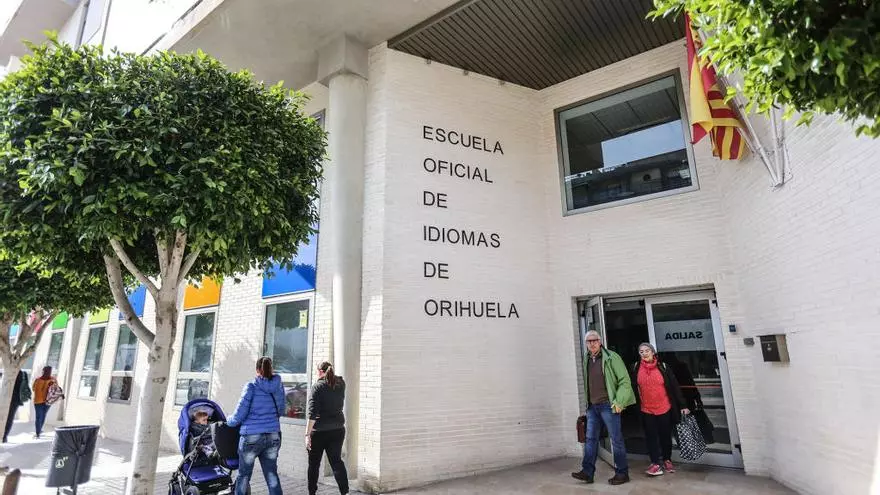 ESCUELA
OFICIAL
DE
IDIOMAS
DE
ORIHUELA
SALIDA